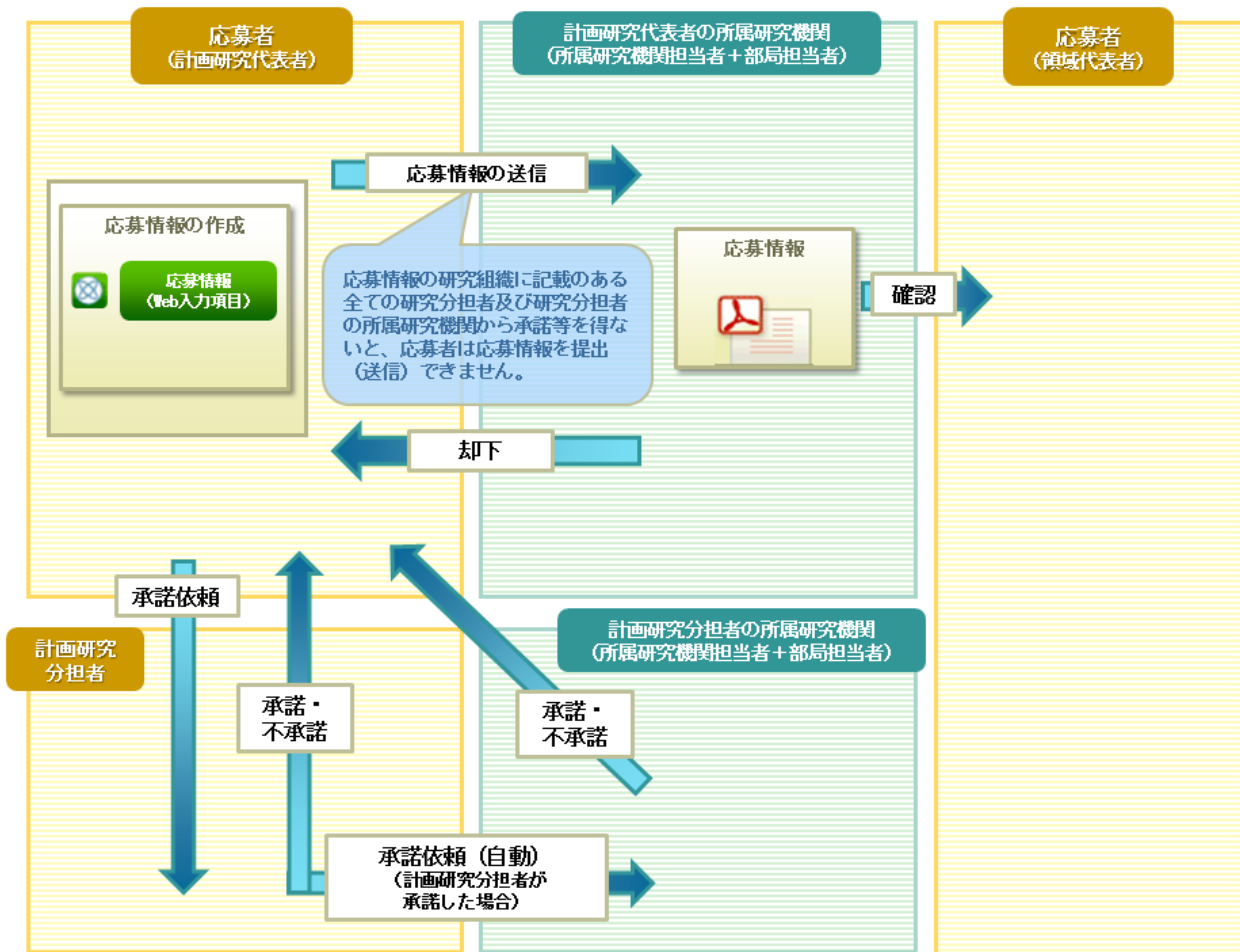 応募者
(計画研究代表者)
計画研究代表者の所属研究機関
(所属研究機関担当者+部局担当者)
応募者
(領域代表者)
応募情報の送信
応募情報の作成
応募情報
(Web入力項目)
応募情報の研究組織に記載のある
全ての研究分担者及び研究分担者
の所属研究機関から承諾等を得な
いと、応募者は応募情報を提出
(送信)できません。
応募情報
確認
却下
承諾依頼
計画研究
分担者
計画研究分担者の所属研究機関
(所属研究機関担当者+部局担当者)
承諾・
不承諾
承諾・
不承諾
承諾依頼(自動)
(計画研究分担者が
承諾した場合)